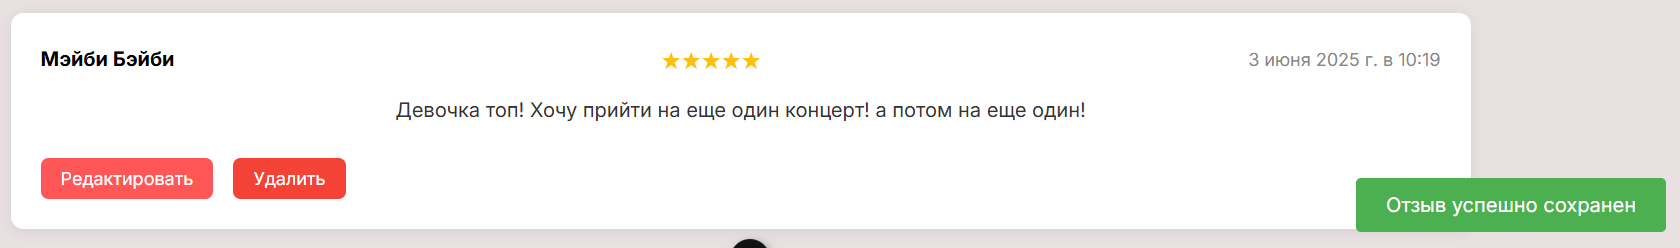 Мэйби Бэйби
★★★★★
3 июня 2025 г. в 10:19
Девочка топ! Хочу прийти на еще один концерт! а потом на еще один!
Редактировать
Удалить
Отзыв успешно сохранен